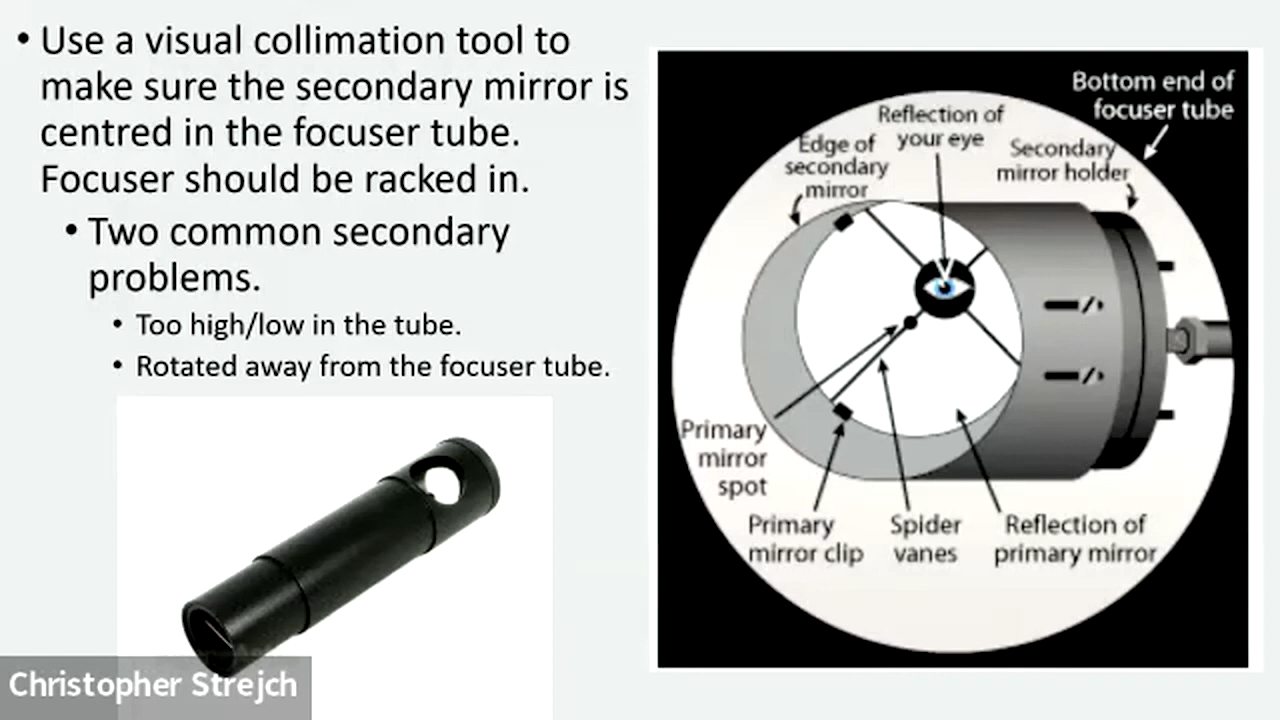 • Use a visual collimation tool to
make sure the secondary mirror is
centred in the focuser tube.
Focuser should be racked in.
• Two common secondary
problems.
• Too high/low in the tube.
• Rotated away from the focuser tube.
Bottom end of
focuser tube
Reflection of
your eye
Edge of
secondary
mirror
Secondary
mirror holder
Primary
mirror
spot
Primary
mirror clip
Spider
vanes
Reflection of
primary mirror
Christopher Strejch